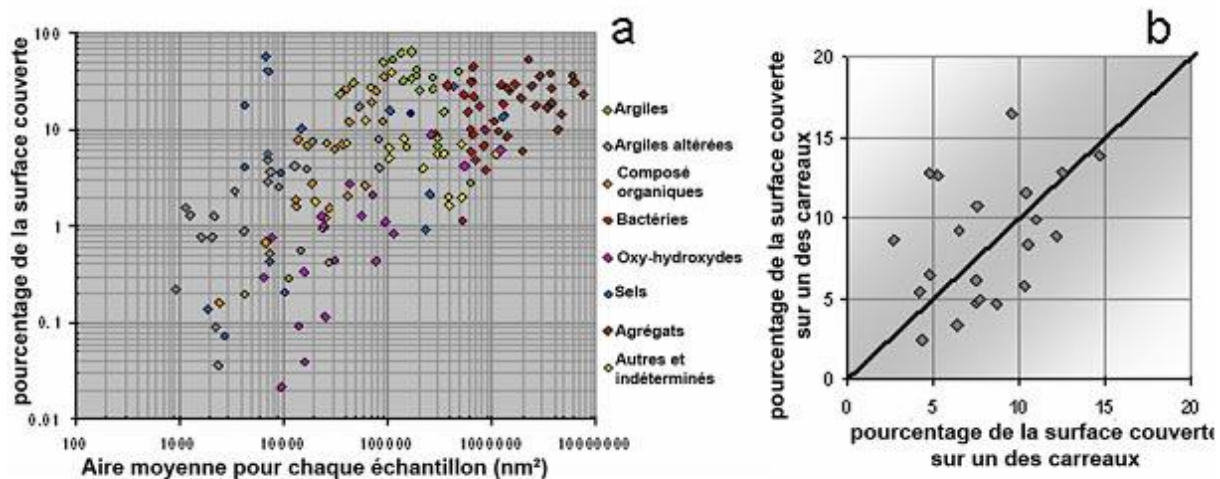 a
100
10
1
0.1
0.01
100
1000
10000
100000
1000000
10000000
pourcentage de la surface couverte
Aire moyenne pour chaque échantillon (nm²)
Argiles
Argiles altérées
Composé
organiques
Bactéries
Oxy-hydroxydes
Sels
Agrégats
Autres et
indéterminés
b
20
15
10
5
0
0
5
10
15
20
pourcentage de la surface couverte
sur un des carreaux
pourcentage de la surface couverte
sur un des carreaux